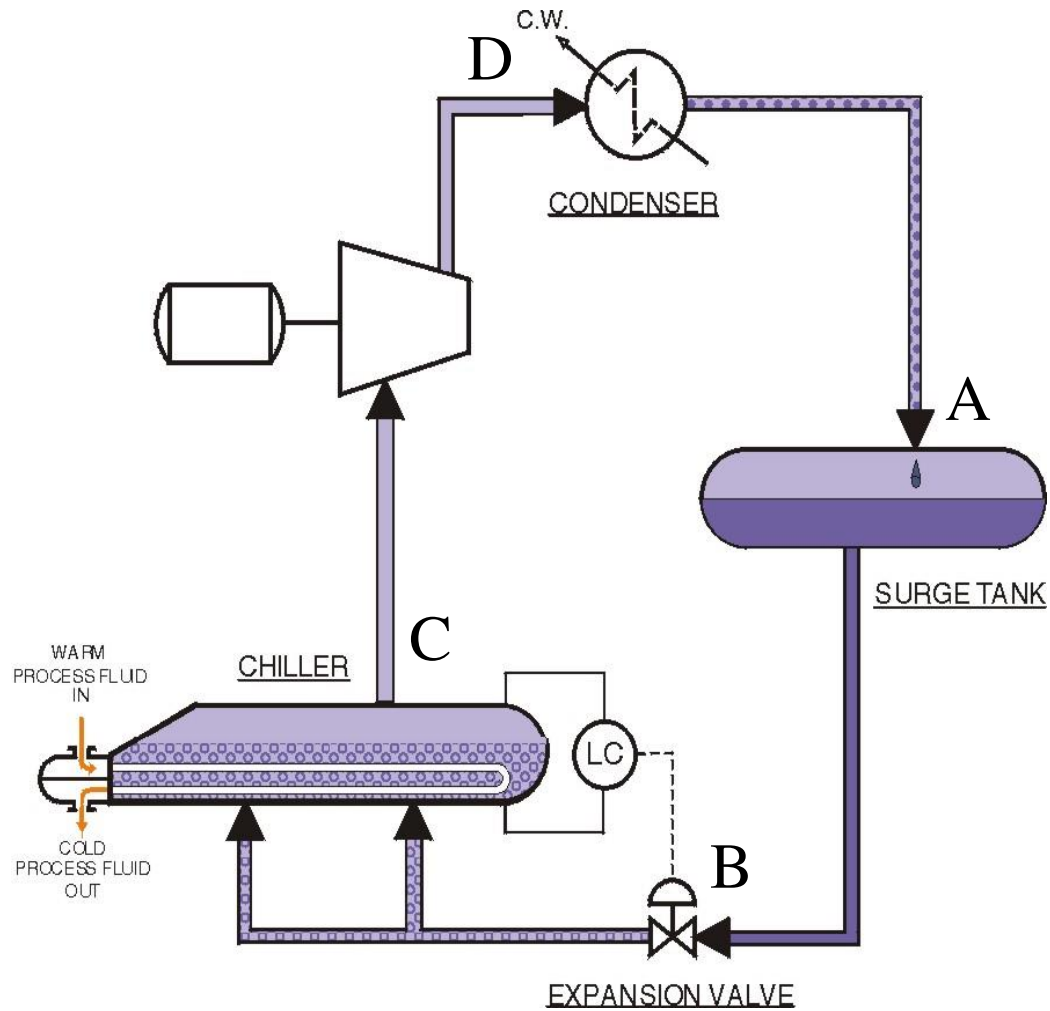 C.W.
D
CONDENSER
A
SURGE TANK
C
WARM
PROCESS FLUID
IN
CHILLER
LC
COLD
PROCESS FLUID
OUT
B
EXPANSION VALVE